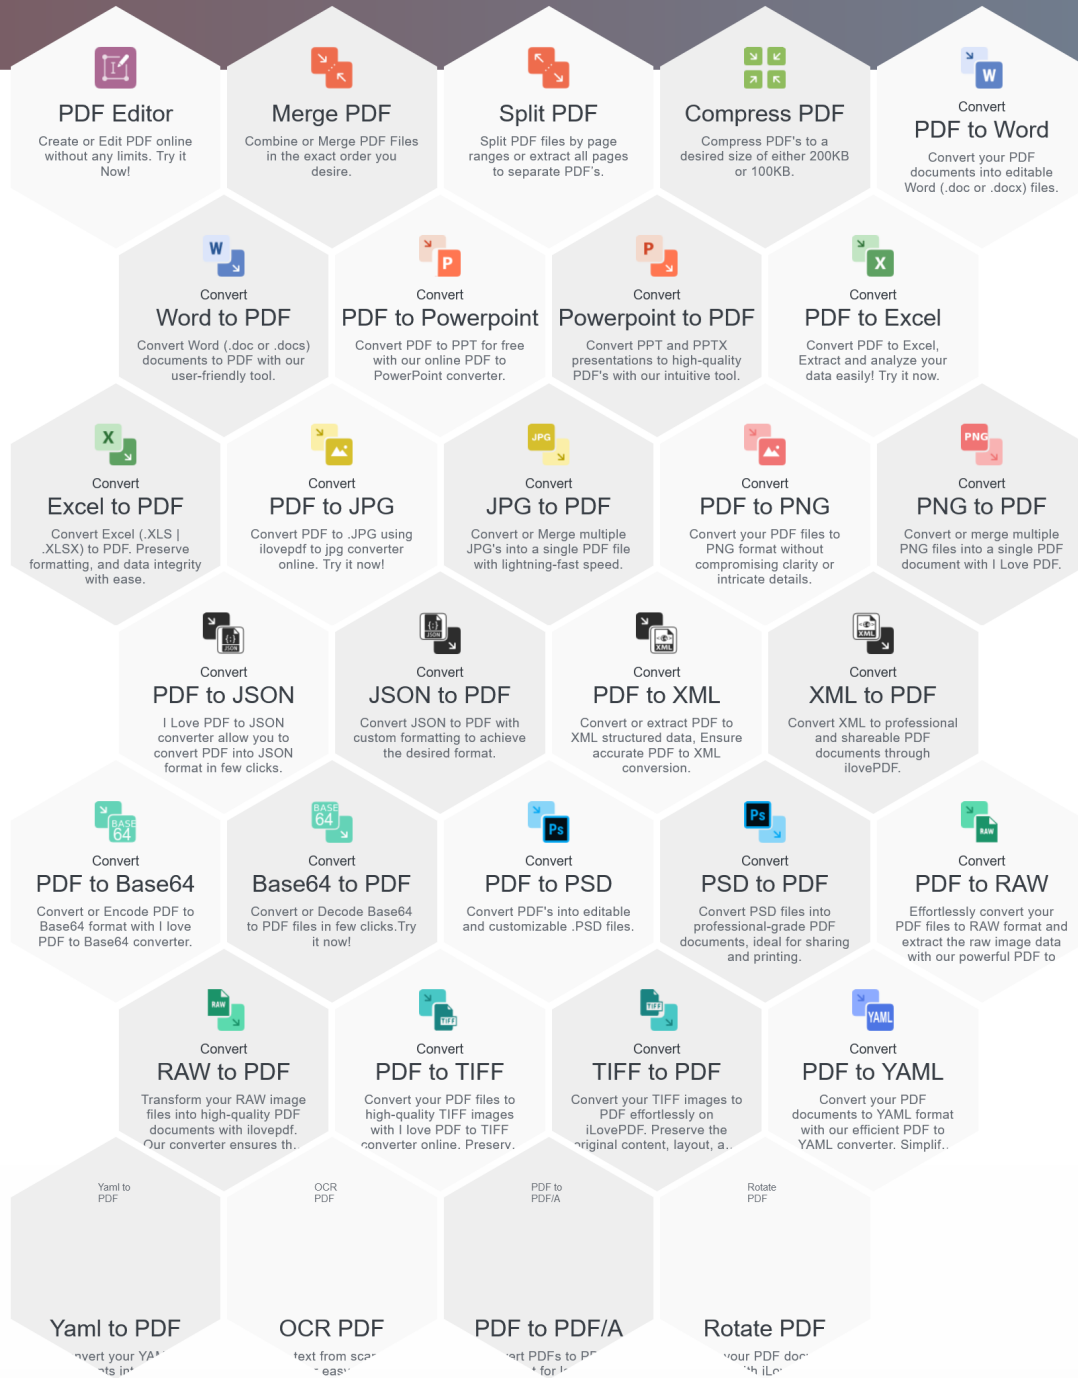 PDF Editor
Create or Edit PDF online
without any limits. Try it
Now!
Merge PDF
Combine or Merge PDF Files
in the exact order you
desire.
Split PDF
Split PDF files by page
ranges or extract all pages
to separate PDF's.
Compress PDF
Compress PDF's to a
desired size of either 200KB
or 100KB.
W
Convert
PDF to Word
Convert your PDF
documents into editable
Word (.doc or .docx) files.
W
Convert
Word to PDF
Convert Word (.doc or .docs)
documents to PDF with our
user-friendly tool.
P
Convert
PDF to Powerpoint
Convert PDF to PPT for free
with our online PDF to
PowerPoint converter.
P
Convert
Powerpoint to PDF
Convert PPT and PPTX
presentations to high-quality
PDF's with our intuitive tool.
X
Convert
PDF to Excel
Convert PDF to Excel,
Extract and analyze your
data easily! Try it now.
X
Convert
Excel to PDF
Convert Excel (.XLS |
.XLSX) to PDF. Preserve
formatting, and data integrity
with ease.
Convert
PDF to JPG
Convert PDF to .JPG using
ilovepdf to jpg converter
online. Try it now!
JPG
Convert
JPG to PDF
Convert or Merge multiple
JPG's into a single PDF file
with lightning-fast speed.
Convert
PDF to PNG
Convert your PDF files to
PNG format without
compromising clarity or
intricate details.
PNG
Convert
PNG to PDF
Convert or merge multiple
PNG files into a single PDF
document with I Love PDF.
{:}
JSON
Convert
PDF to JSON
I Love PDF to JSON
converter allow you to
convert PDF into JSON
format in few clicks.
{:}
JSON
Convert
JSON to PDF
Convert JSON to PDF with
custom formatting to achieve
the desired format.
XML
Convert
PDF to XML
Convert or extract PDF to
XML structured data, Ensure
accurate PDF to XML
conversion.
XML
Convert
XML to PDF
Convert XML to professional
and shareable PDF
documents through
ilovePDF.
BASE
64
Convert
PDF to Base64
Convert or Encode PDF to
Base64 format with I love
PDF to Base64 converter.
BASE
64
Convert
Base64 to PDF
Convert or Decode Base64
to PDF files in few clicks.Try
it now!
Ps
Convert
PDF to PSD
Convert PDF's into editable
and customizable .PSD files.
Ps
Convert
PSD to PDF
Convert PSD files into
professional-grade PDF
documents, ideal for sharing
and printing.
RAW
Convert
PDF to RAW
Effortlessly convert your
PDF files to RAW format and
extract the raw image data
with our powerful PDF to
RAW
Convert
RAW to PDF
Transform your RAW image
files into high-quality PDF
documents with ilovepdf.
Our converter ensures th..
TIFF
Convert
PDF to TIFF
Convert your PDF files to
high-quality TIFF images
with I love PDF to TIFF
converter online. Preserv.
TIFF
Convert
TIFF to PDF
Convert your TIFF images to
PDF effortlessly on
iLovePDF. Preserve the
original content, layout, a..
YAML
Convert
PDF to YAML
Convert your PDF
documents to YAML format
with our efficient PDF to
YAML converter. Simplif..
Yaml to
PDF
Yaml to PDF
your
OCR
PDF
OCR PDF
text from
PDF to
PDF/A
PDF to PDF/A
PDFs to
for
Rotate
PDF
Rotate PDF
your PDF